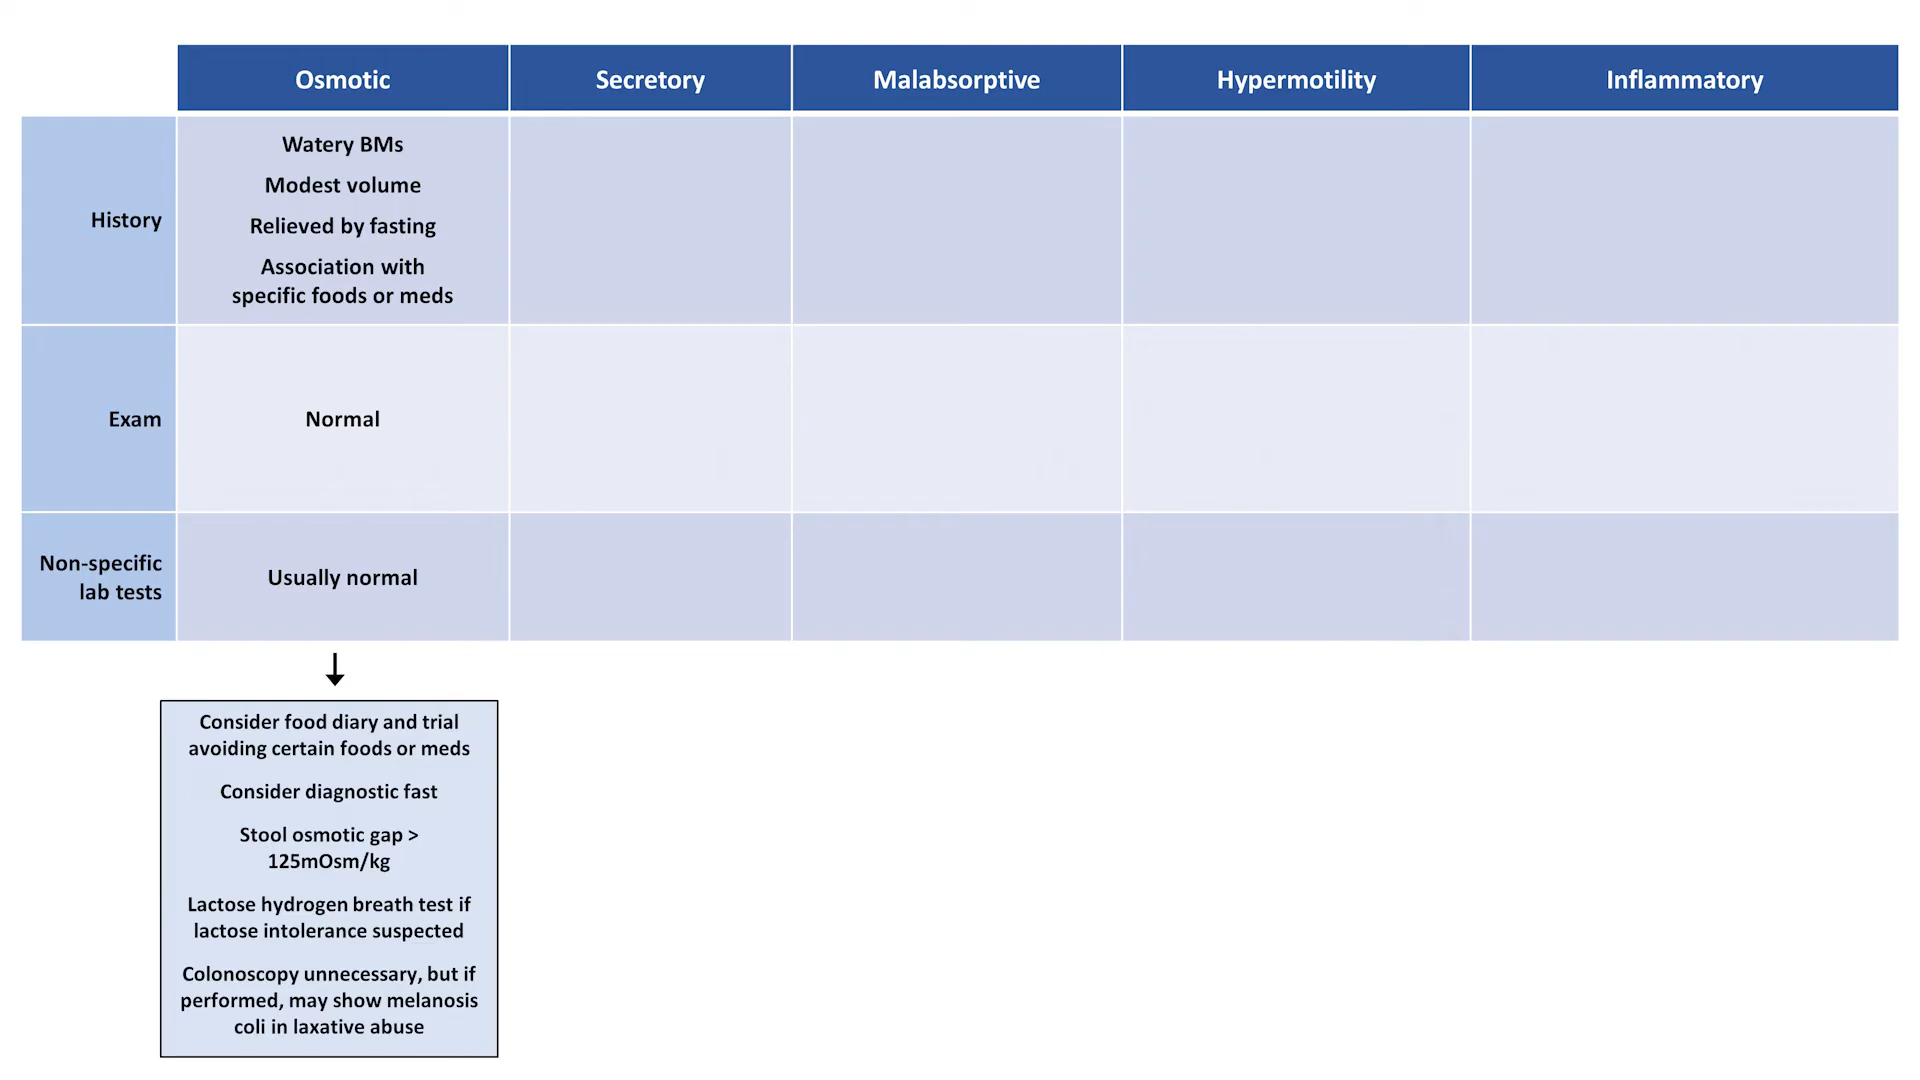 Osmotic
Secretory
Malabsorptive
Hypermotility
Inflammatory
History
Watery BMs
Modest volume
Relieved by fasting
Association with
specific foods or meds
Exam
Normal
Non-specific
lab tests
Usually normal
Consider food diary and trial
avoiding certain foods or meds
Consider diagnostic fast
Stool osmotic gap >
125mOsm/kg
Lactose hydrogen breath test if
lactose intolerance suspected
Colonoscopy unnecessary, but if
performed, may show melanosis
coli in laxative abuse